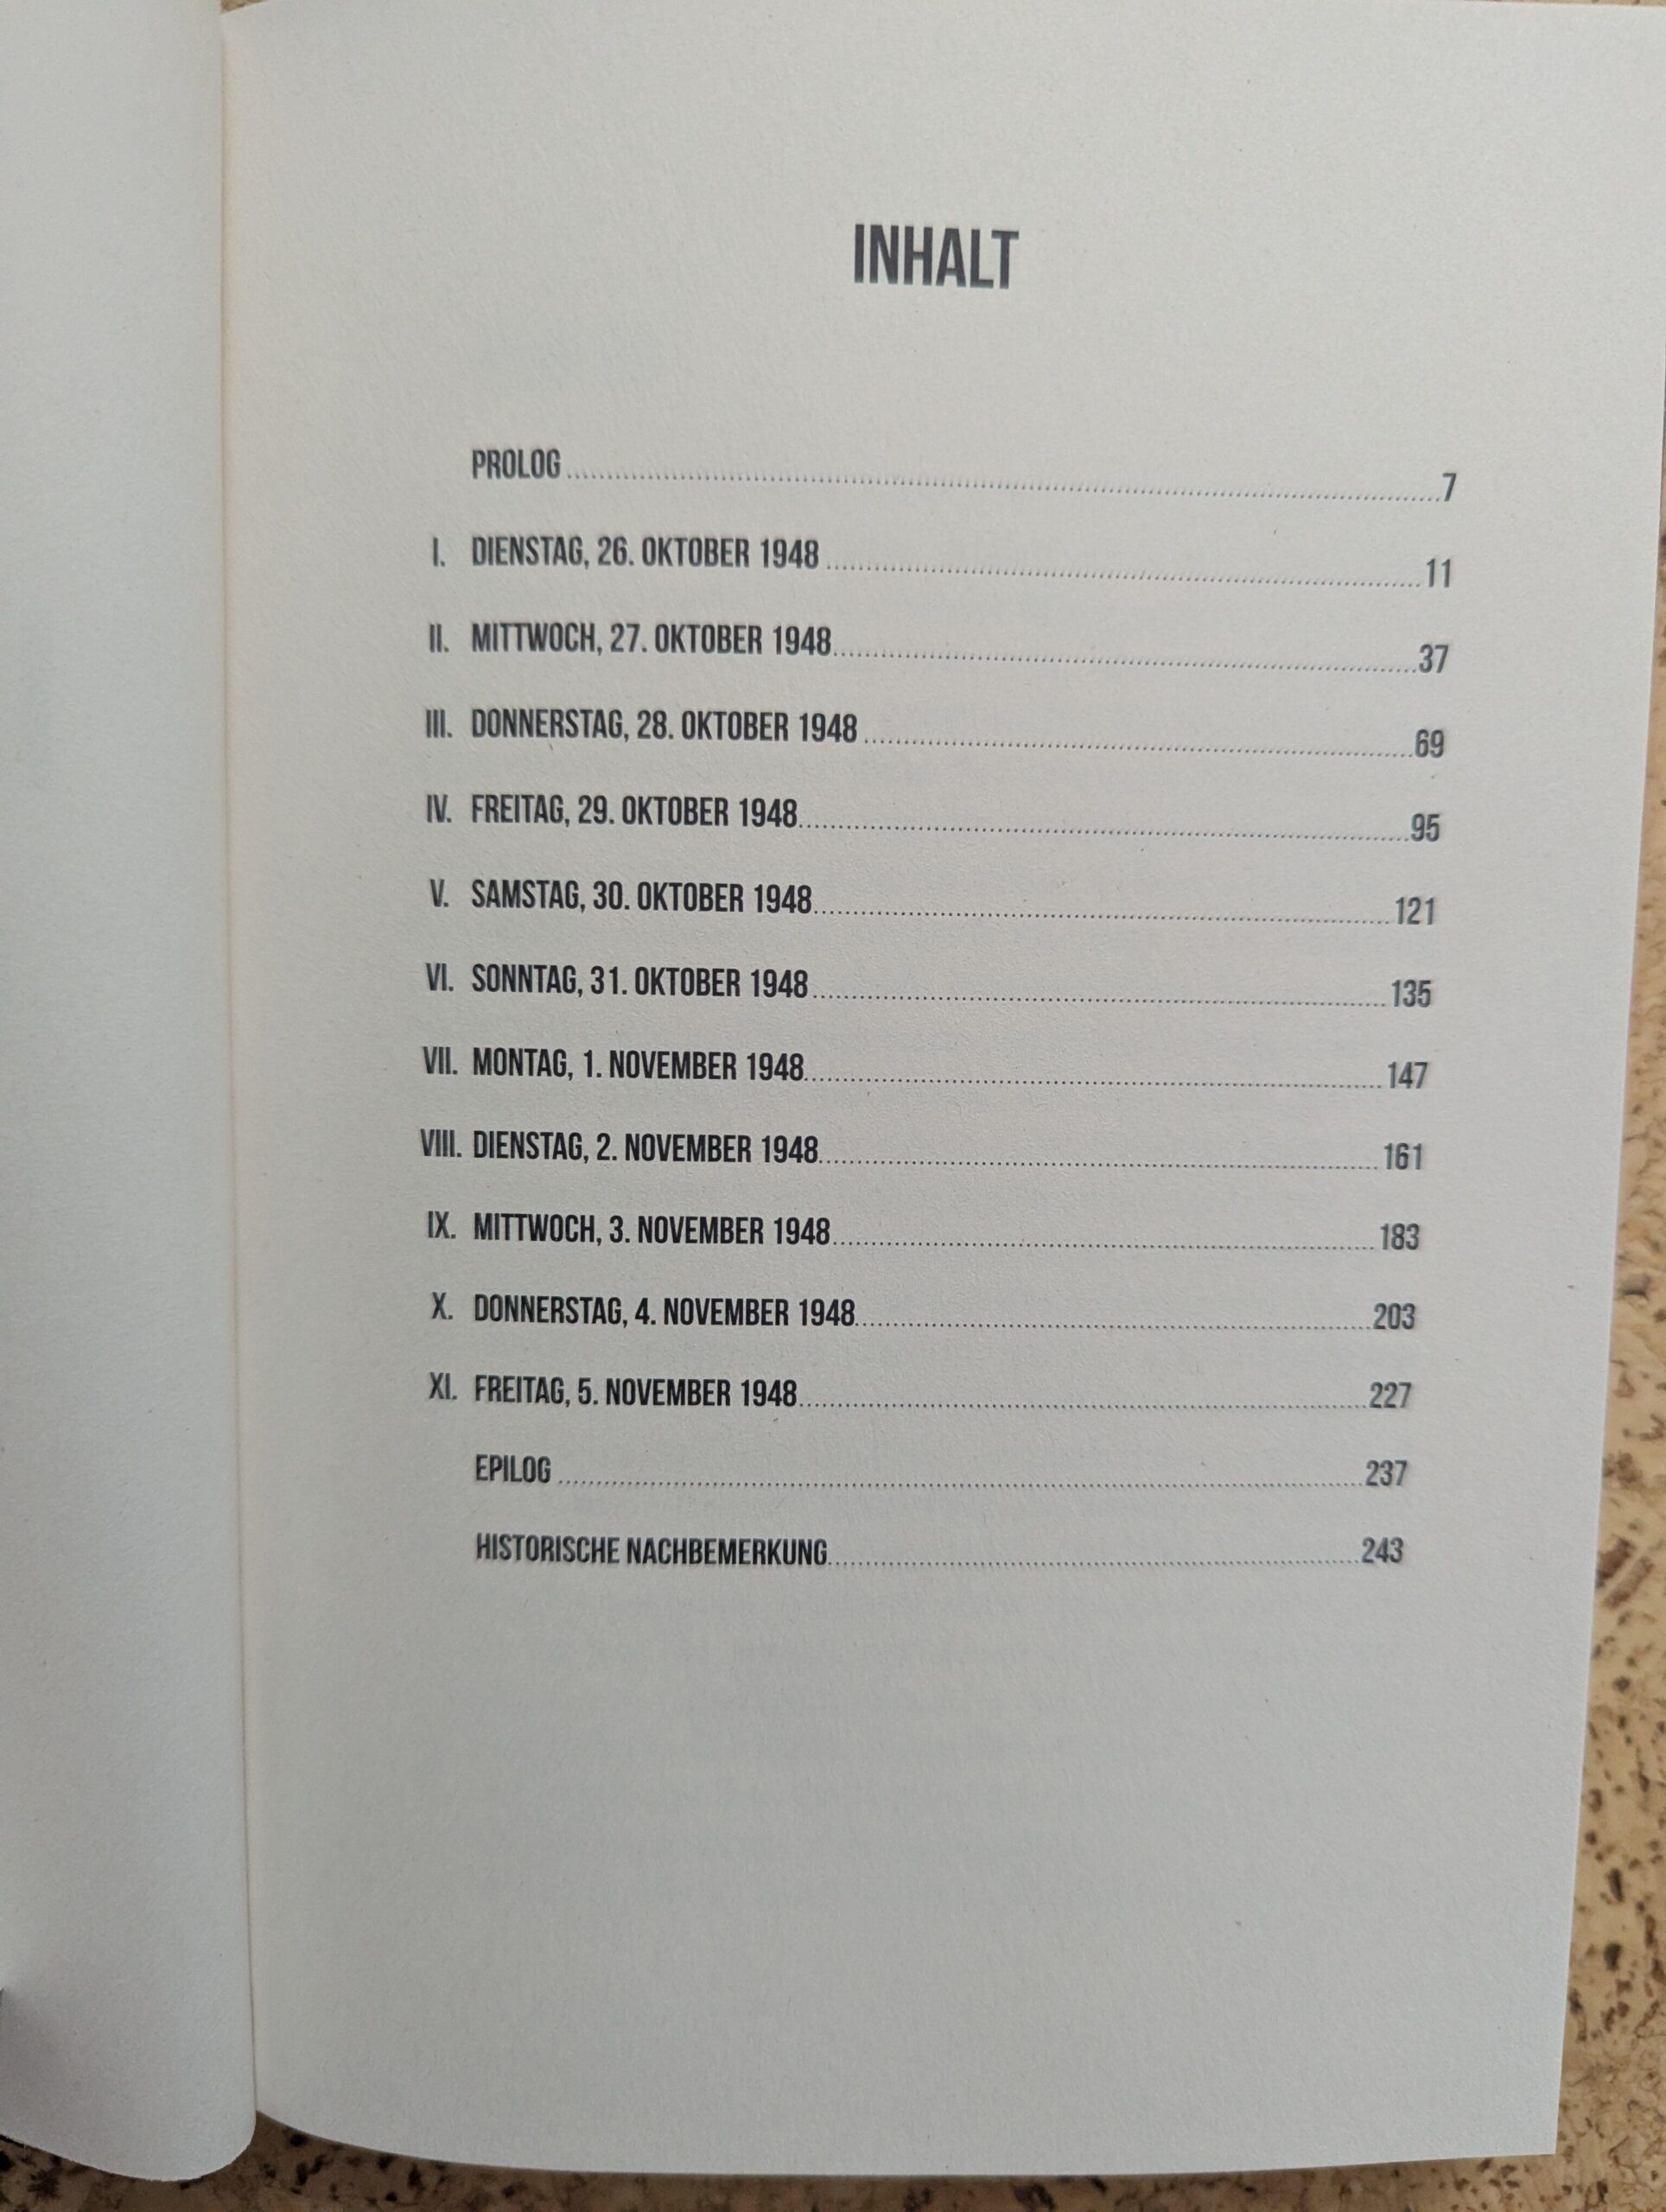 INHALT
PROLOG 7
I. DIENSTAG, 26. OKTOBER 1948 11
II. MITTWOCH, 27. OKTOBER 1948 37
III. DONNERSTAG, 28. OKTOBER 1948 69
IV. FREITAG, 29. OKTOBER 1948 95
V. SAMSTAG, 30. OKTOBER 1948 121
VI. SONNTAG, 31. OKTOBER 1948 135
VII. MONTAG, 1. NOVEMBER 1948 147
VIII. DIENSTAG, 2. NOVEMBER 1948 161
IX. MITTWOCH, 3. NOVEMBER 1948 183
X. DONNERSTAG, 4. NOVEMBER 1948 203
XI. FREITAG, 5. NOVEMBER 1948 227
EPILOG 237
HISTORISCHE NACHBEMERKUNG 243